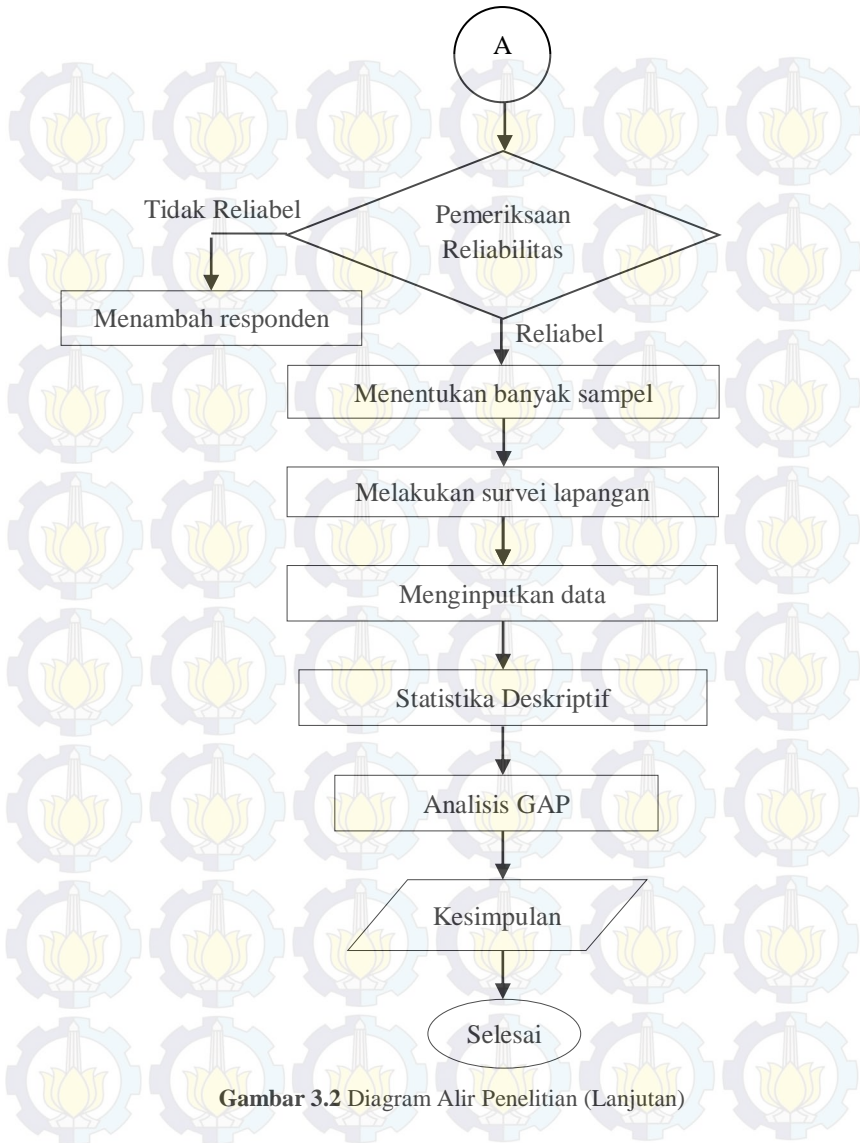 A
Pemeriksaan
Reliabilitas
Tidak Reliabel
Menambah responden
Reliabel
Menentukan banyak sampel
Melakukan survei lapangan
Menginputkan data
Statistika Deskriptif
Analisis GAP
Kesimpulan
Selesai
Gambar 3.2 Diagram Alir Penelitian (Lanjutan)